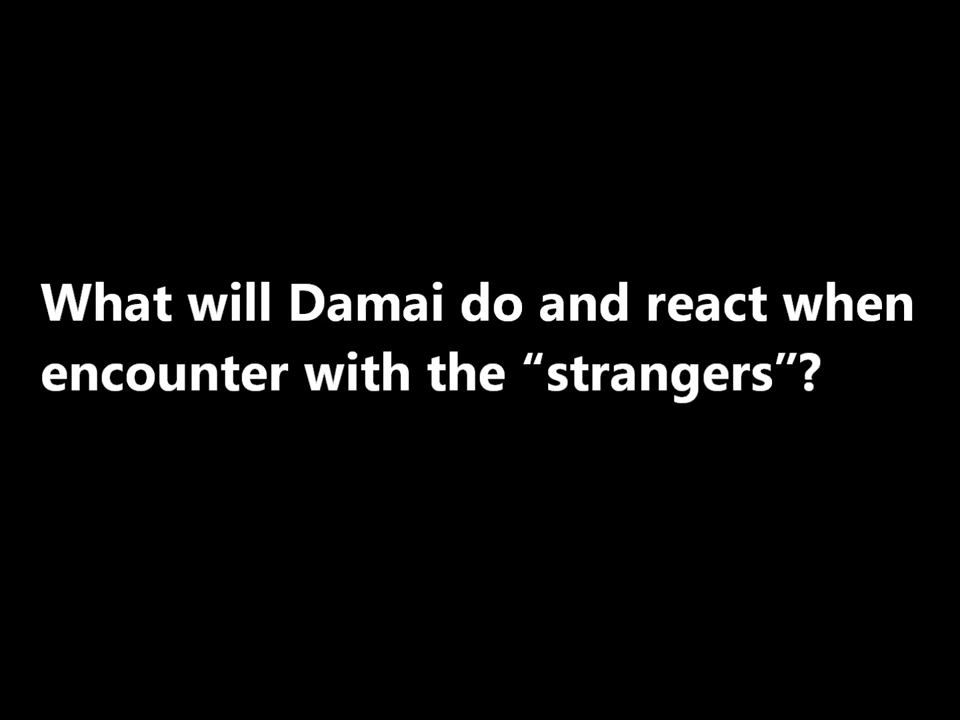 What will Damai do and react when
encounter with the “strangers”?